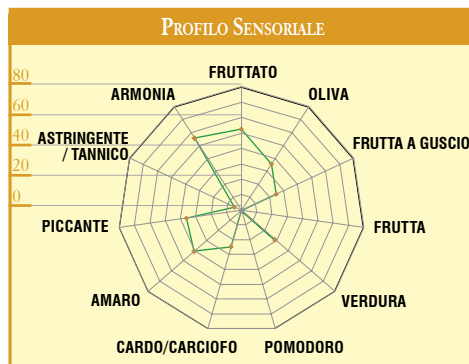 PROFILO SENSORIALE
80
60
40
20
0
FRUTTATO
OLIVA
FRUTTA A GUSCIO
FRUTTA
VERDURA
POMODORO
CARDO/CARCIOFO
AMARO
PICCANTE
ASTRINGENTE
/ TANNICO
ARMONIA